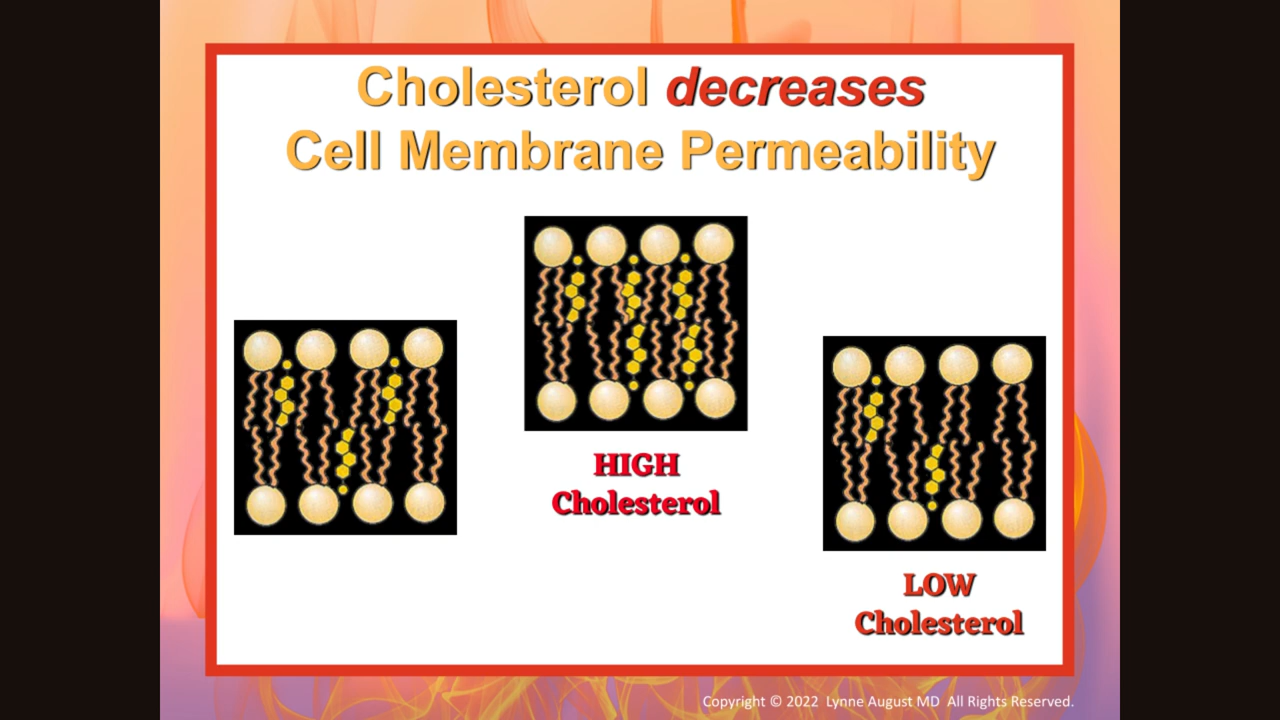 Cholesterol decreases
Cell Membrane Permeability
HIGH
Cholesterol
LOW
Cholesterol
Copyright © 2022 Lynne August MD All Rights Reserved.